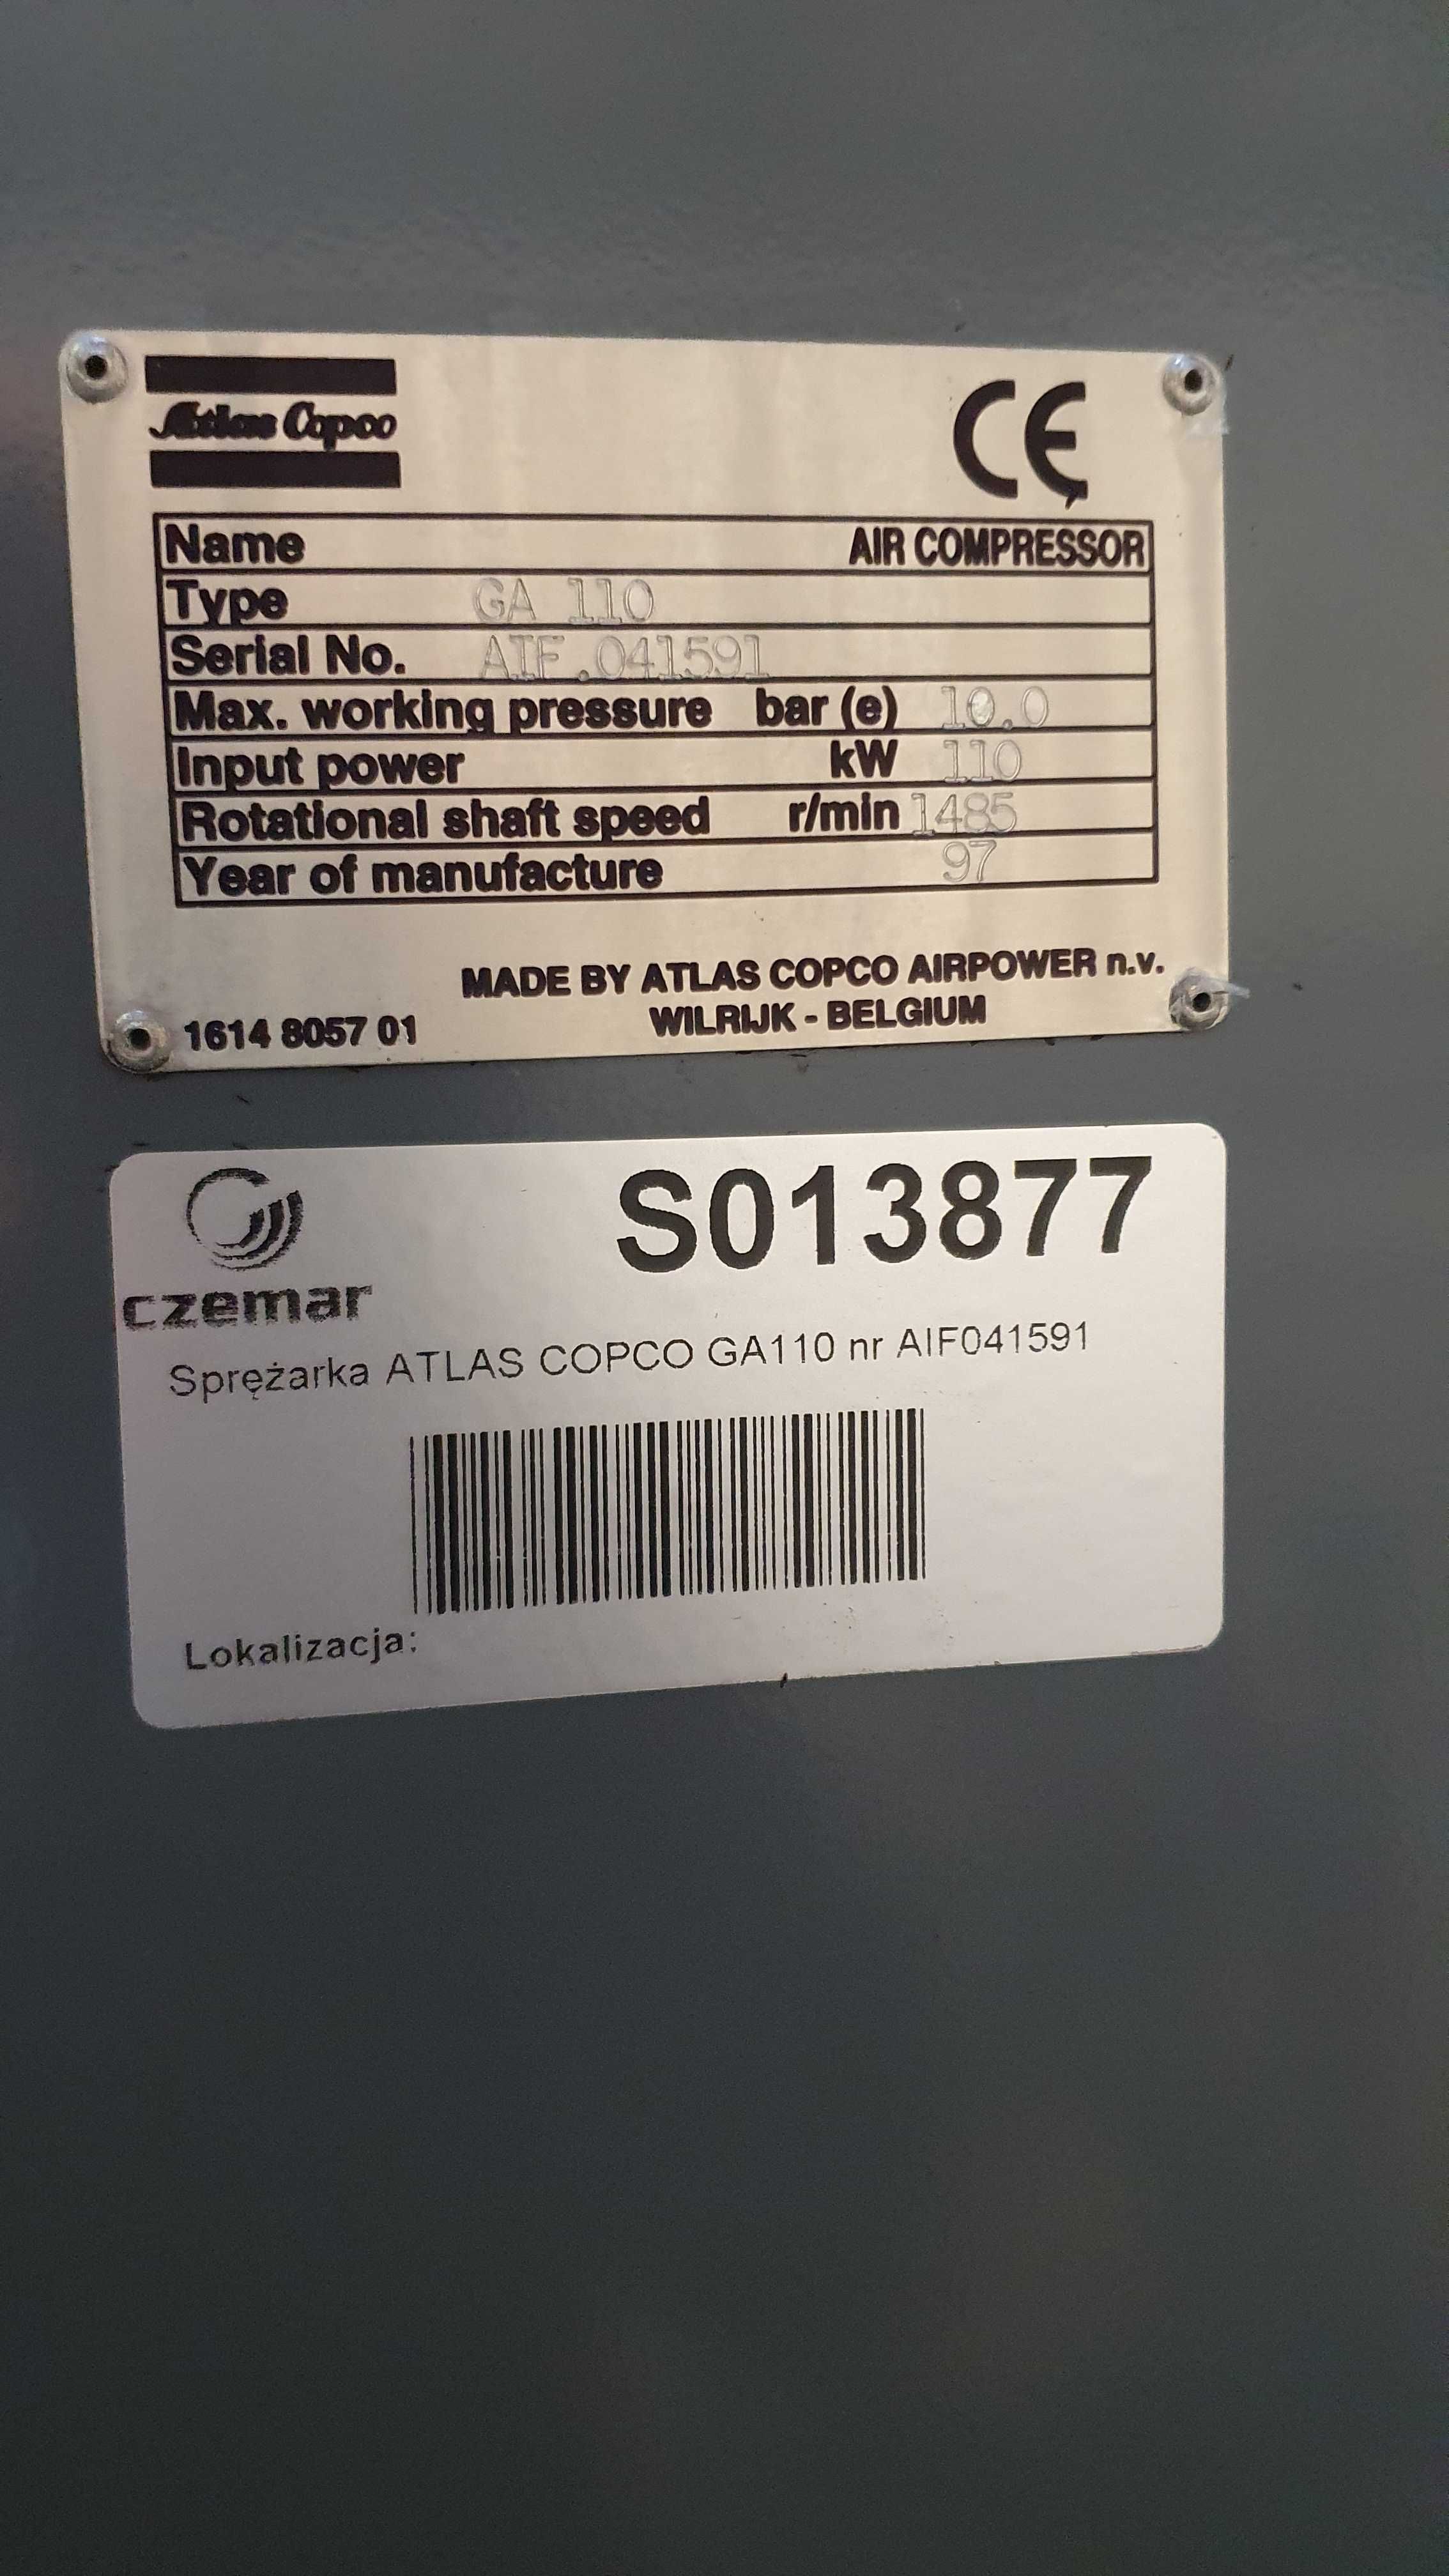 Atlas Copco
CE
Name AIR COMPRESSOR
Type GA 110
Serial No. AIF.041591
Max. working pressure bar (e) 10.0
Input power kW 110
Rotational shaft speed r/min 1485
Year of manufacture 97
MADE BY ATLAS COPCO AIRPOWER n.v.
WILRIJK - BELGIUM
1614 8057 01
S013877
czemar
Sprężarka ATLAS COPCO GA110 nr AIF041591
Lokalizacja: